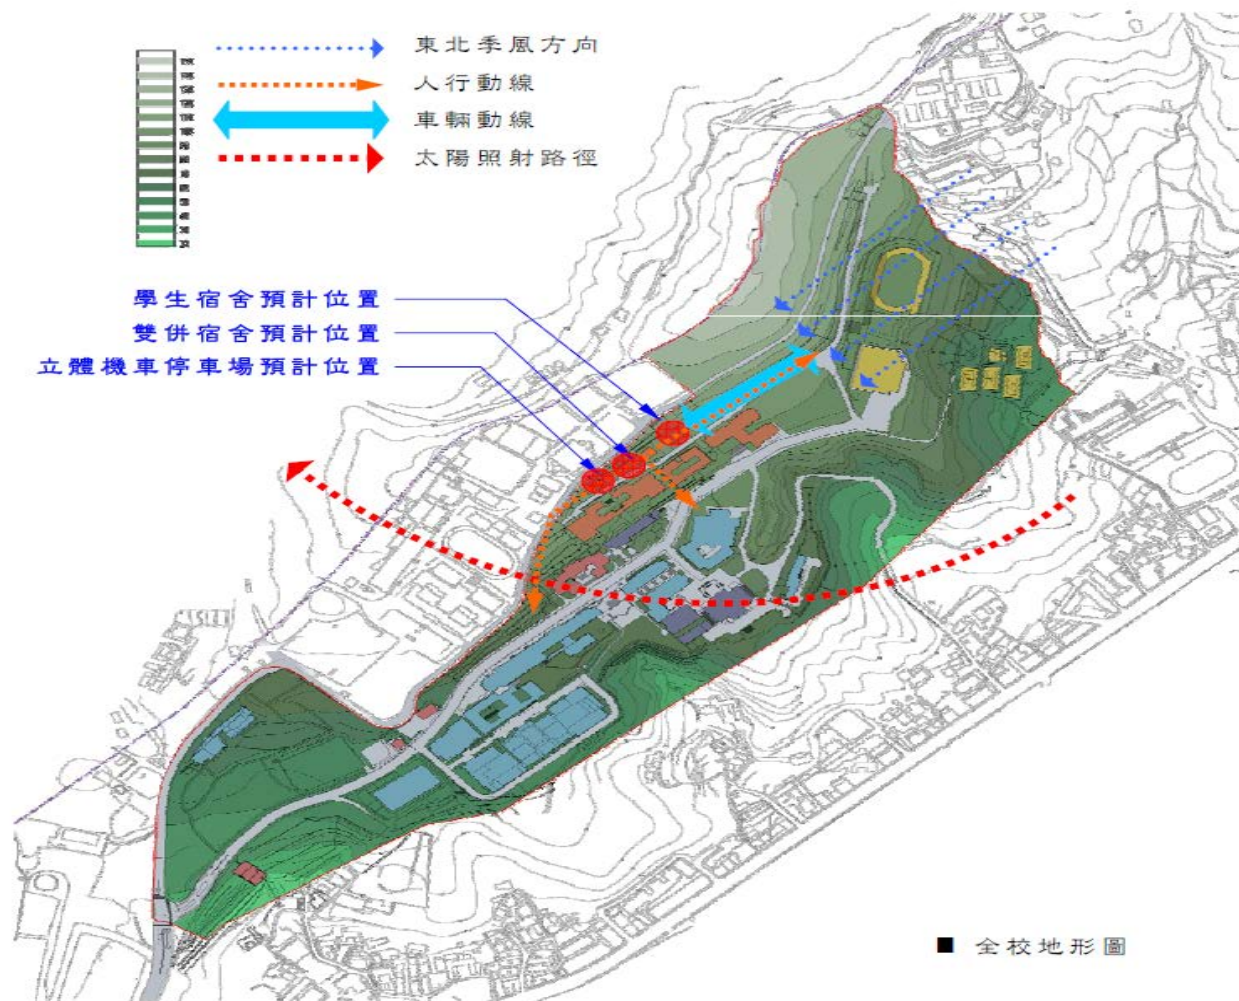 東北季風方向
人行動線
車輛動線
太陽照射路徑
學生宿舍預計位置
雙併宿舍預計位置
立體機車停車場預計位置
■ 全校地形圖